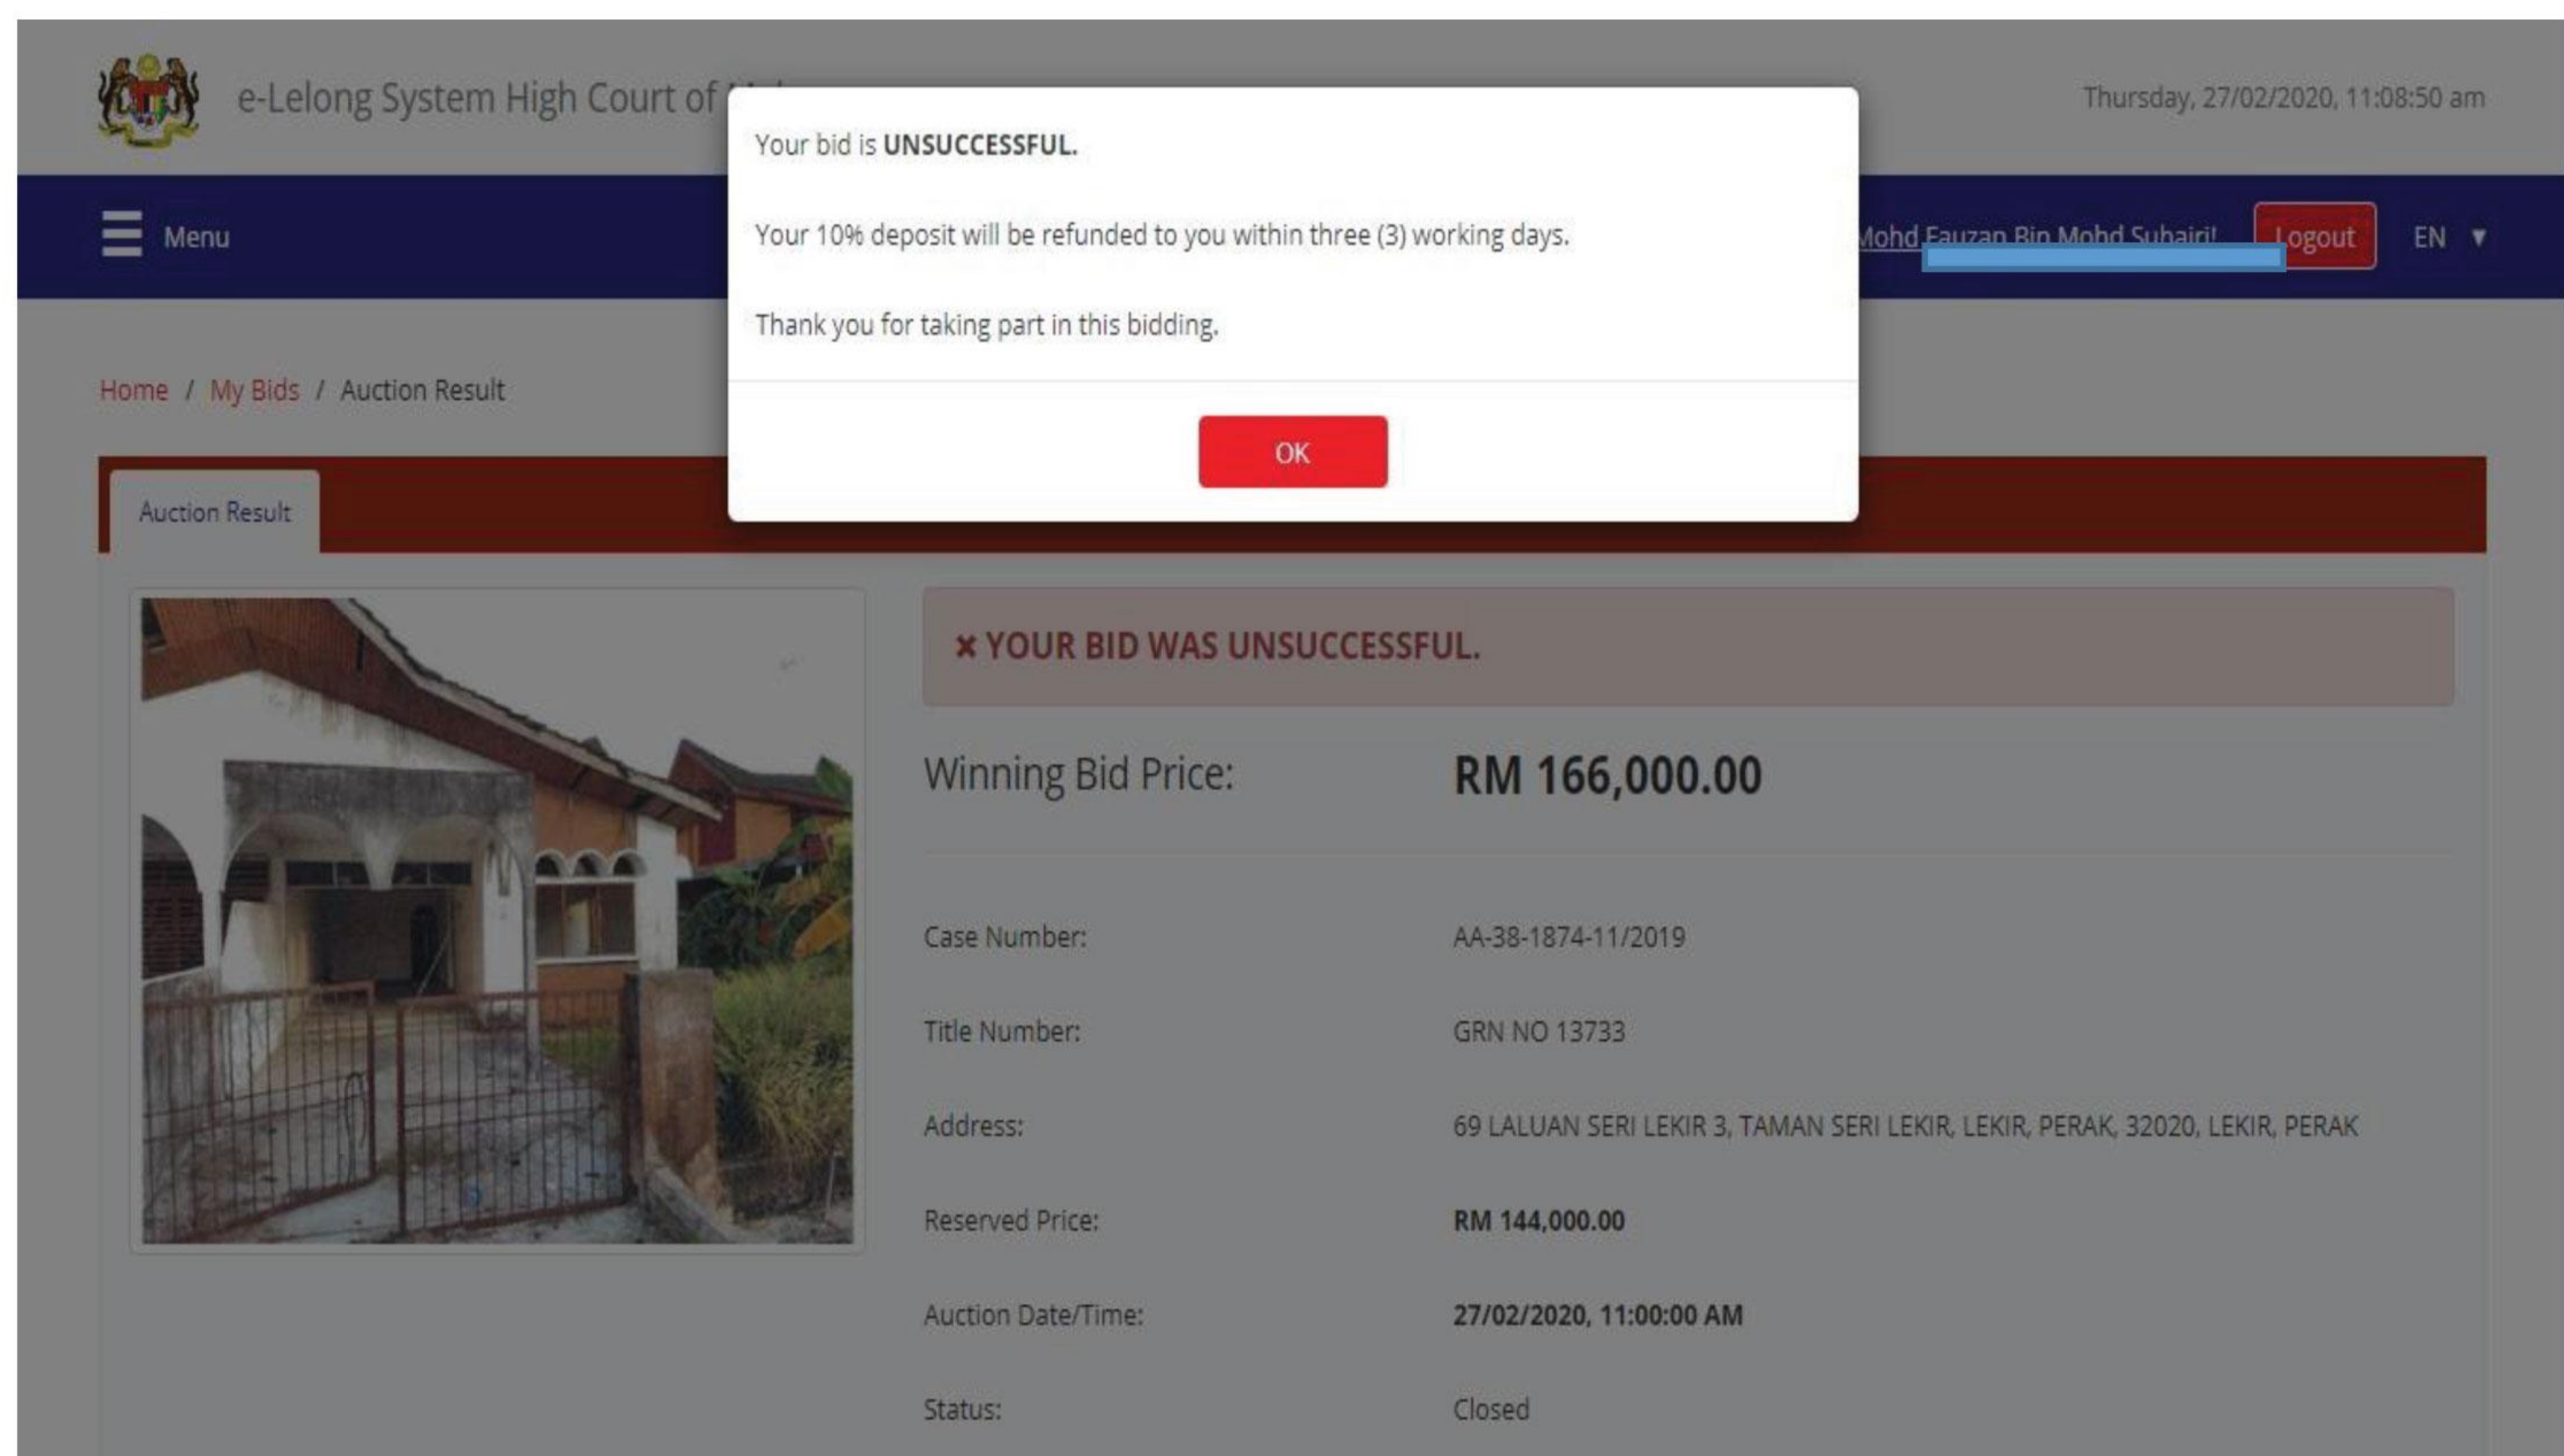 e-Lelong System High Court of
Thursday, 27/02/2020, 11:08:50 am
Your bid is UNSUCCESSFUL.
Your 10% deposit will be refunded to you within three (3) working days.
Thank you for taking part in this bidding.
OK
Menu
Mohd Fauzan Bin Mohd Suhairi!
Logout
EN ▼
Home / My Bids / Auction Result
Auction Result
✖ YOUR BID WAS UNSUCCESSFUL.
Winning Bid Price: RM 166,000.00
Case Number: AA-38-1874-11/2019
Title Number: GRN NO 13733
Address: 69 LALUAN SERI LEKIR 3, TAMAN SERI LEKIR, LEKIR, PERAK, 32020, LEKIR, PERAK
Reserved Price: RM 144,000.00
Auction Date/Time: 27/02/2020, 11:00:00 AM
Status: Closed